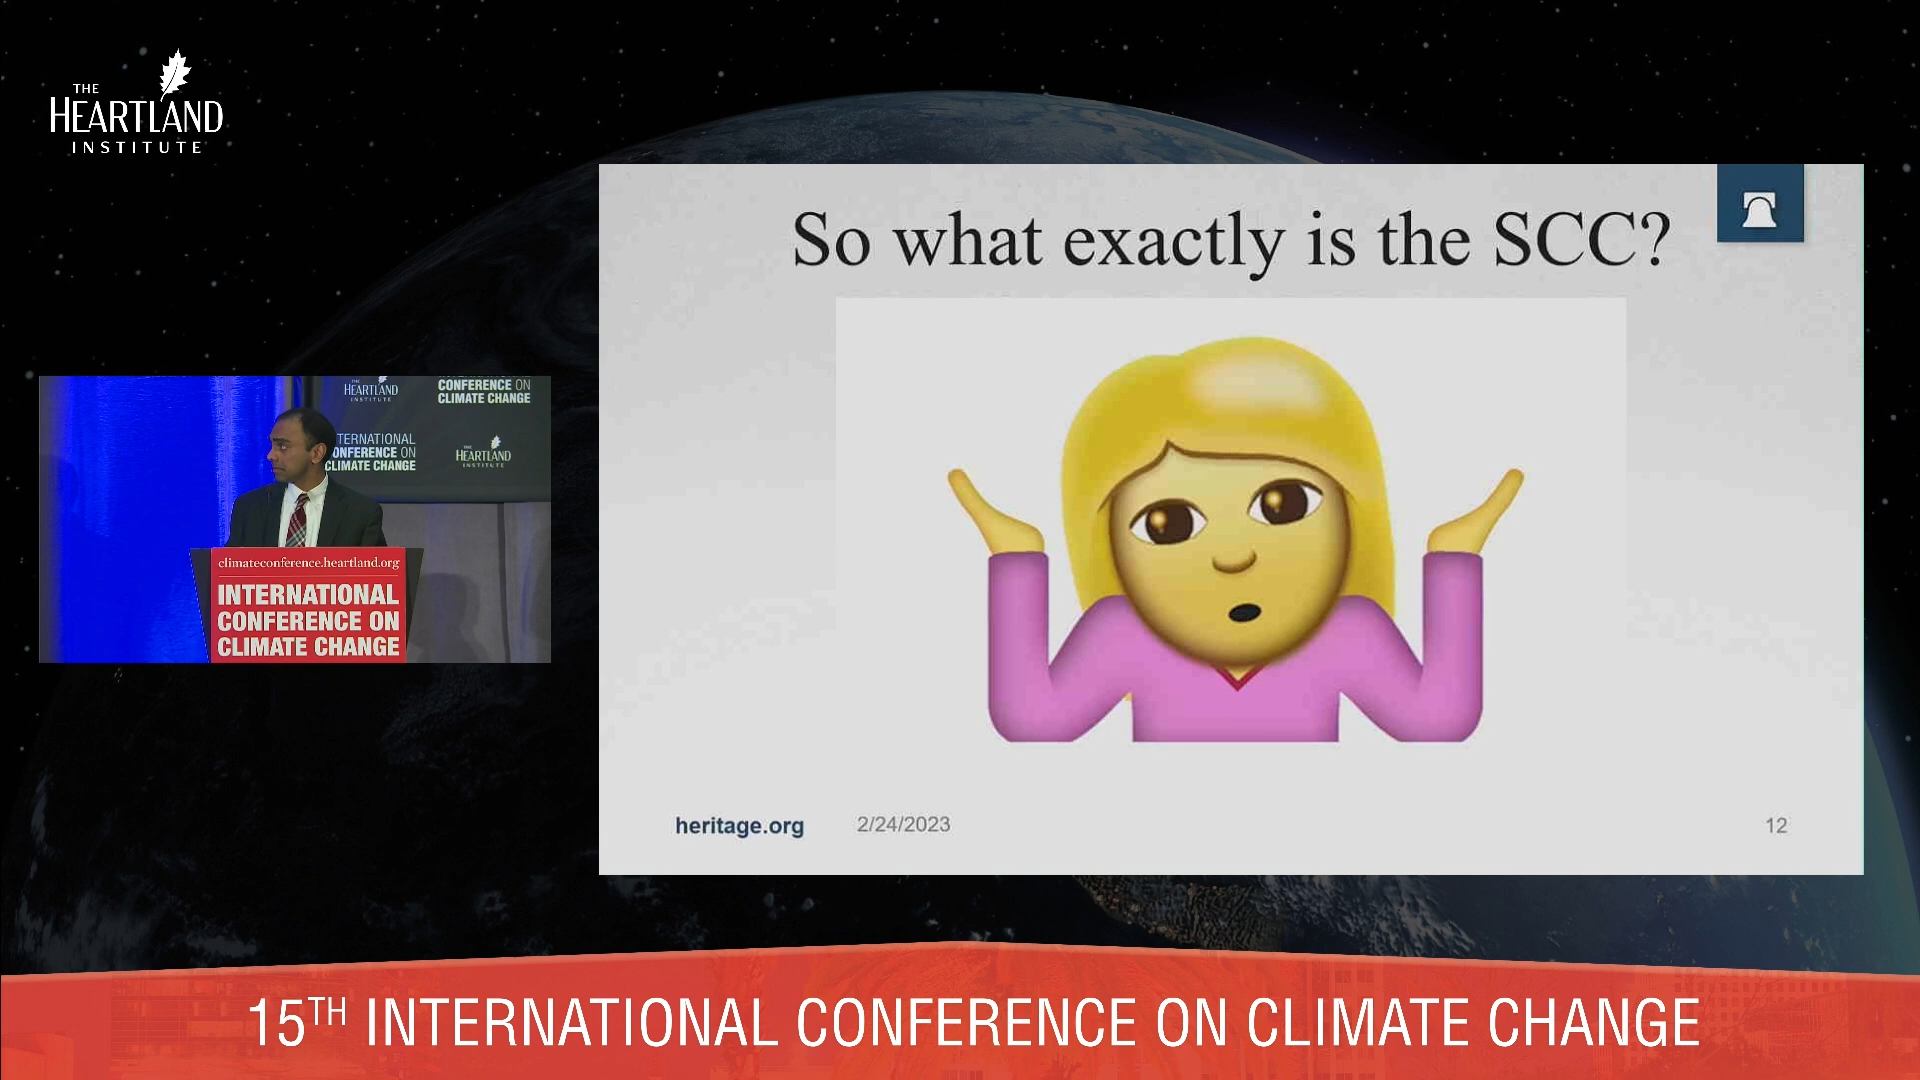 THE
HEARTLAND
INSTITUTE
So what exactly is the SCC?
heritage.org
2/24/2023
12
HEARTLAND
INSTITUTE
CONFERENCE ON
CLIMATE CHANGE
TERNATIONAL
ONFERENCE ON
CLIMATE CHANGE
THE
HEARTLAND
INSTITUTE
climateconference.heartland.org
INTERNATIONAL
CONFERENCE ON
CLIMATE CHANGE
15TH INTERNATIONAL CONFERENCE ON CLIMATE CHANGE